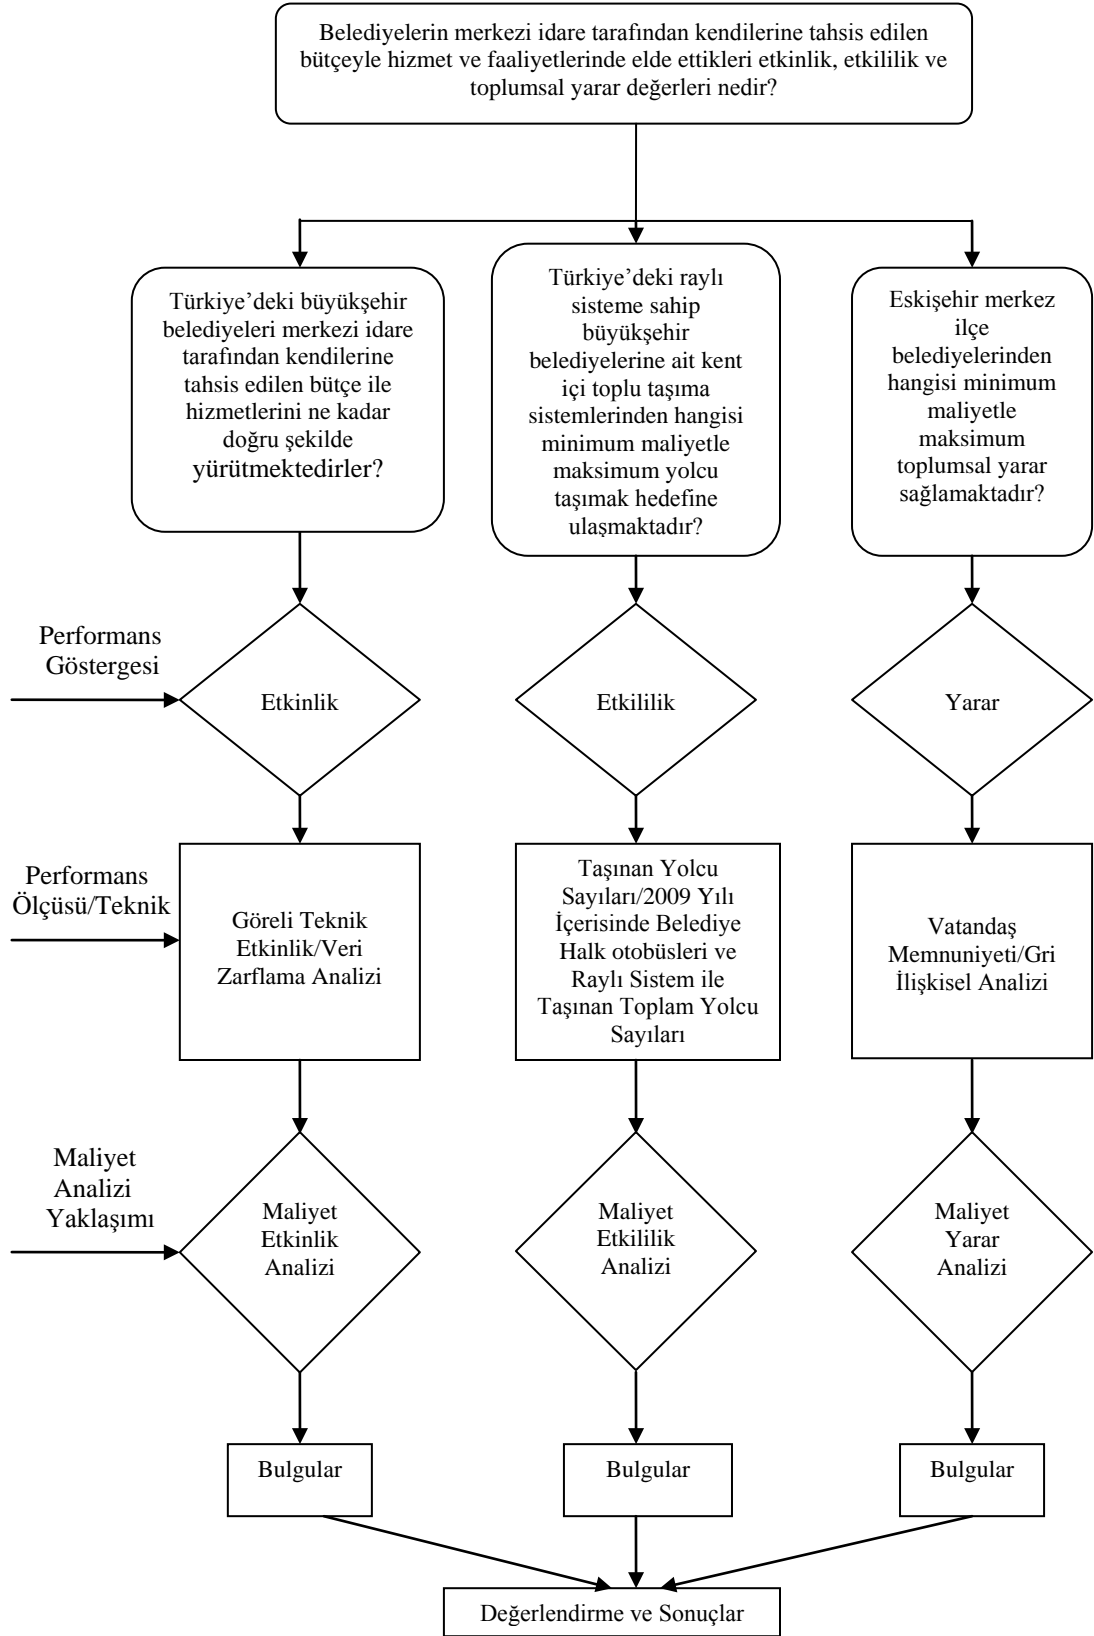 Belediyelerin merkezi idare tarafından kendilerine tahsis edilen
bütçeyle hizmet ve faaliyetlerinde elde ettikleri etkinlik, etkililik ve
toplumsal yarar değerleri nedir?
Türkiye’deki büyükşehir
belediyeleri merkezi idare
tarafından kendilerine
tahsis edilen bütçe ile
hizmetlerini ne kadar
doğru şekilde
yürütmektedirler?
Türkiye’deki raylı
sisteme sahip
büyükşehir
belediyelerine ait kent
içi toplu taşıma
sistemlerinden hangisi
minimum maliyetle
maksimum yolcu
taşımak hedefine
ulaşmaktadır?
Eskişehir merkez
ilçe
belediyelerinden
hangisi minimum
maliyetle
maksimum
toplumsal yarar
sağlamaktadır?
Performans
Göstergesi
Etkinlik
Etkililik
Yarar
Performans
Ölçüsü/Teknik
Göreli Teknik
Etkinlik/Veri
Zarflama Analizi
Taşınan Yolcu
Sayıları/2009 Yılı
İçerisinde Belediye
Halk otobüsleri ve
Raylı Sistem ile
Taşınan Toplam Yolcu
Sayıları
Vatandaş
Memnuniyeti/Gri
İlişkisel Analizi
Maliyet
Analizi
Yaklaşımı
Maliyet
Etkinlik
Analizi
Maliyet
Etkililik
Analizi
Maliyet
Yarar
Analizi
Bulgular
Bulgular
Bulgular
Değerlendirme ve Sonuçlar